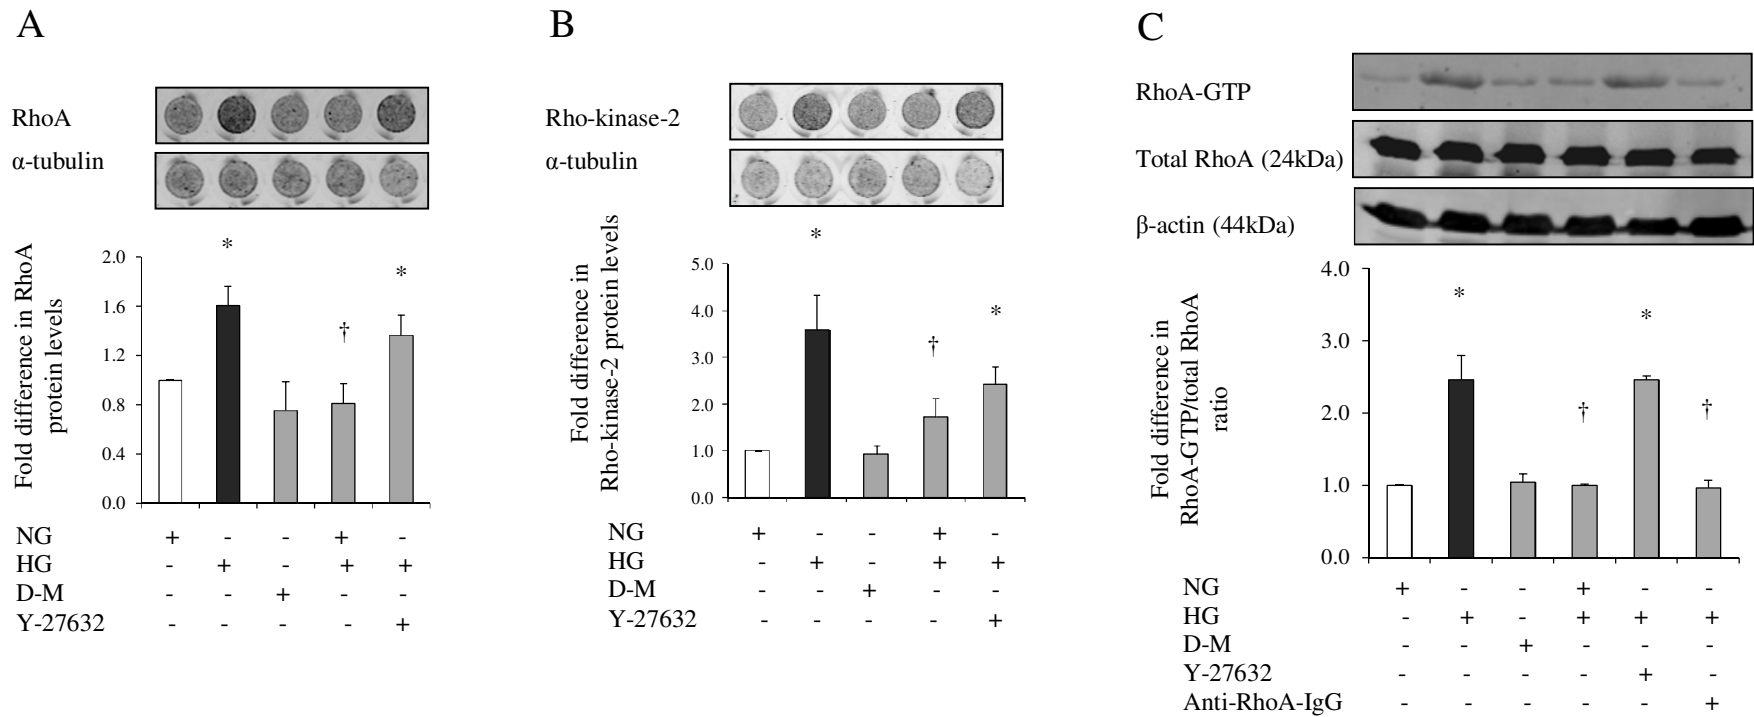 A
RhoA
α-tubulin
Fold difference in RhoA
protein levels
2.0
1.6
1.2
0.8
0.4
0.0
*
†
*
NG + - - + -
HG - + - + +
D-M - - + - -
Y-27632 - - - - +
B
Rho-kinase-2
α-tubulin
Fold difference in
Rho-kinase-2 protein levels
5.0
4.0
3.0
2.0
1.0
0.0
*
†
*
NG + - - + -
HG - + - + +
D-M - - + - -
Y-27632 - - - - +
C
RhoA-GTP
Total RhoA (24kDa)
β-actin (44kDa)
Fold difference in
RhoA-GTP/total RhoA
ratio
4.0
3.0
2.0
1.0
0.0
*
†
*
†
NG + - - + - -
HG - + - + + +
D-M - - + - - -
Y-27632 - - - - + -
Anti-RhoA-IgG - - - - - +